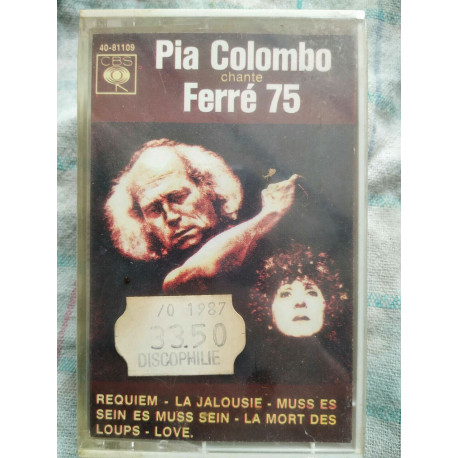 40-81109
CBS
Pia Colombo
chante
Ferré 75
10 1987
33.50
DISCOPHILIE
REQUIEM - LA JALOUSIE - MUSS ES
SEIN ES MUSS SEIN - LA MORT DES
LOUPS - LOVE.